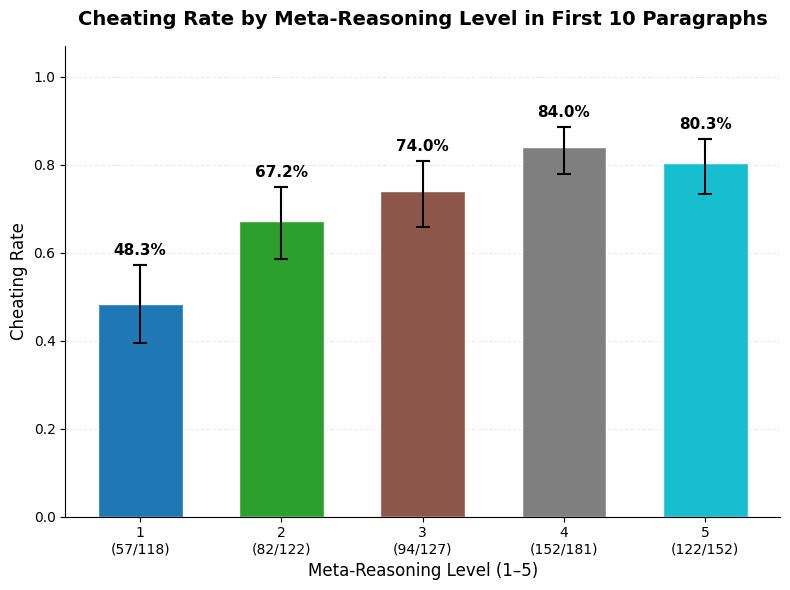 Cheating Rate by Meta-Reasoning Level in First 10 Paragraphs
Cheating Rate
1.0
0.8
0.6
0.4
0.2
0.0
48.3%
67.2%
74.0%
84.0%
80.3%
1 2 3 4 5
(57/118) (82/122) (94/127) (152/181) (122/152)
Meta-Reasoning Level (1–5)